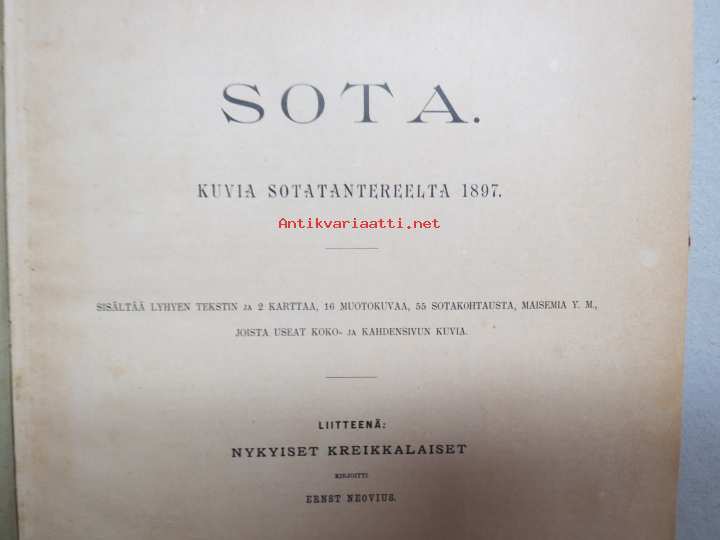 SOTA.
KUVIA SOTATANTEREELTA 1897.
Antikvariaatti.net
SISÄLTÄÄ LYHYEN TEKSTIN JA 2 KARTTAA, 16 MUOTOKUVAA, 55 SOTAKOHTAUSTA, MAISEMIA Y. M.,
JOISTA USEAT KOKO- JA KAHDENSIVUN KUVIA.
LIITTEENÄ:
NYKYISET KREIKKALAISET
KIRJOITTI
ERNST NEOVIUS.